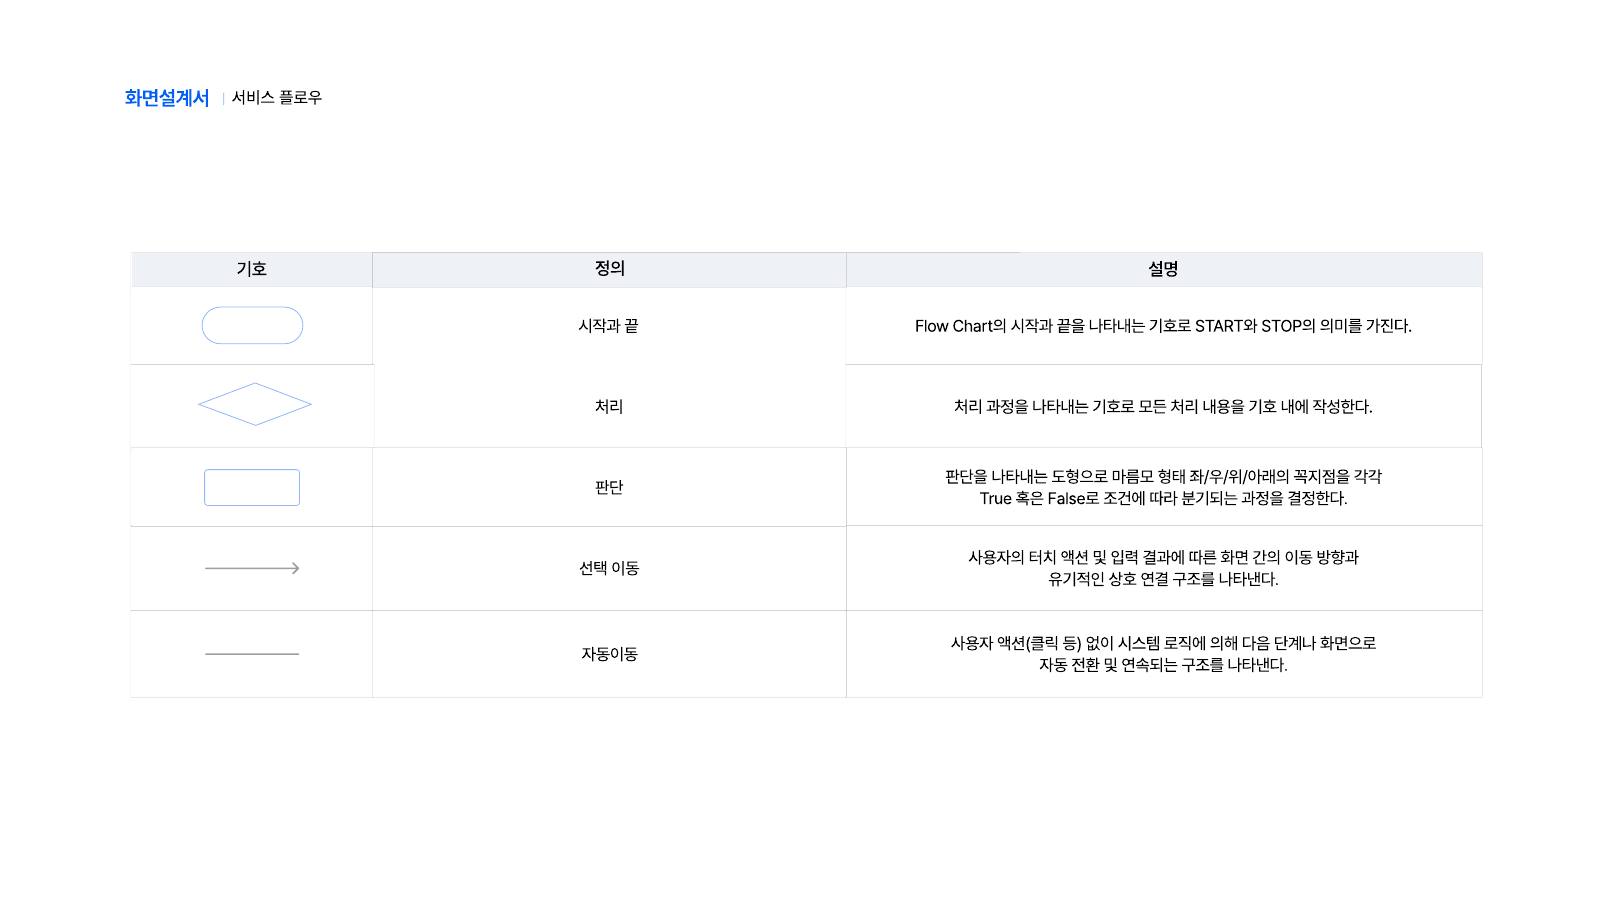 화면설계서 | 서비스 플로우
기호 정의 설명
시작과 끝 Flow Chart의 시작과 끝을 나타내는 기호로 START와 STOP의 의미를 가진다.
처리 처리 과정을 나타내는 기호로 모든 처리 내용을 기호 내에 작성한다.
판단 판단을 나타내는 도형으로 마름모 형태 좌/우/위/아래의 꼭지점을 각각
True 혹은 False로 조건에 따라 분기되는 과정을 결정한다.
선택 이동 사용자의 터치 액션 및 입력 결과에 따른 화면 간의 이동 방향과
유기적인 상호 연결 구조를 나타낸다.
자동이동 사용자 액션(클릭 등) 없이 시스템 로직에 의해 다음 단계나 화면으로
자동 전환 및 연속되는 구조를 나타낸다.